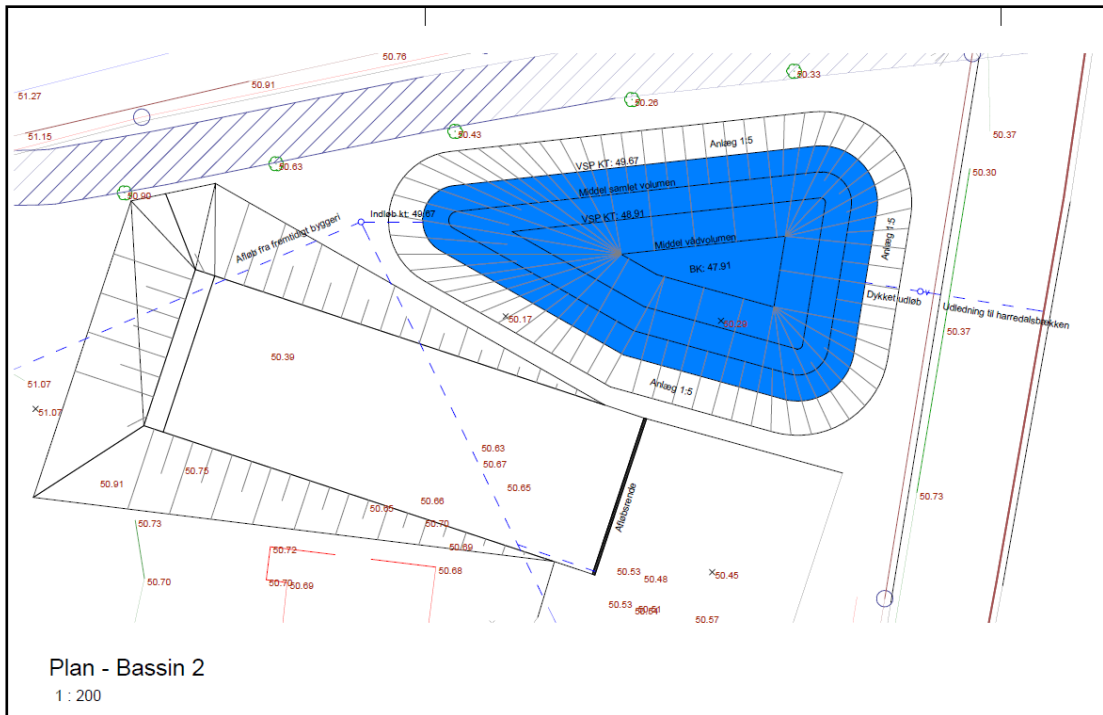 50.76
50.91
51.27
51.15
50.33
50.26
50.43
50.37
50.30
50.63
50.90
Anlæg 1:5
VSP KT: 49.67
Middel samlet volumen
Indløb kt: 49.67
VSP KT: 48.91
Afløb fra fremtidigt byggeri
Middel vådvolumen
Anlæg 1:5
BK: 47.91
Dykket udløb
Udledning til harredalsbækken
50.17
50.29
50.37
50.39
51.07
51.07
Anlæg 1:5
50.63
50.67
50.75
50.65
50.91
50.66
50.65
50.73
50.70
50.73
Afløbsrende
50.69
50.72
50.68
50.53
50.48
50.45
50.70
50.70
50.69
50.53
50.51
50.54
50.57
Plan - Bassin 2
1 : 200